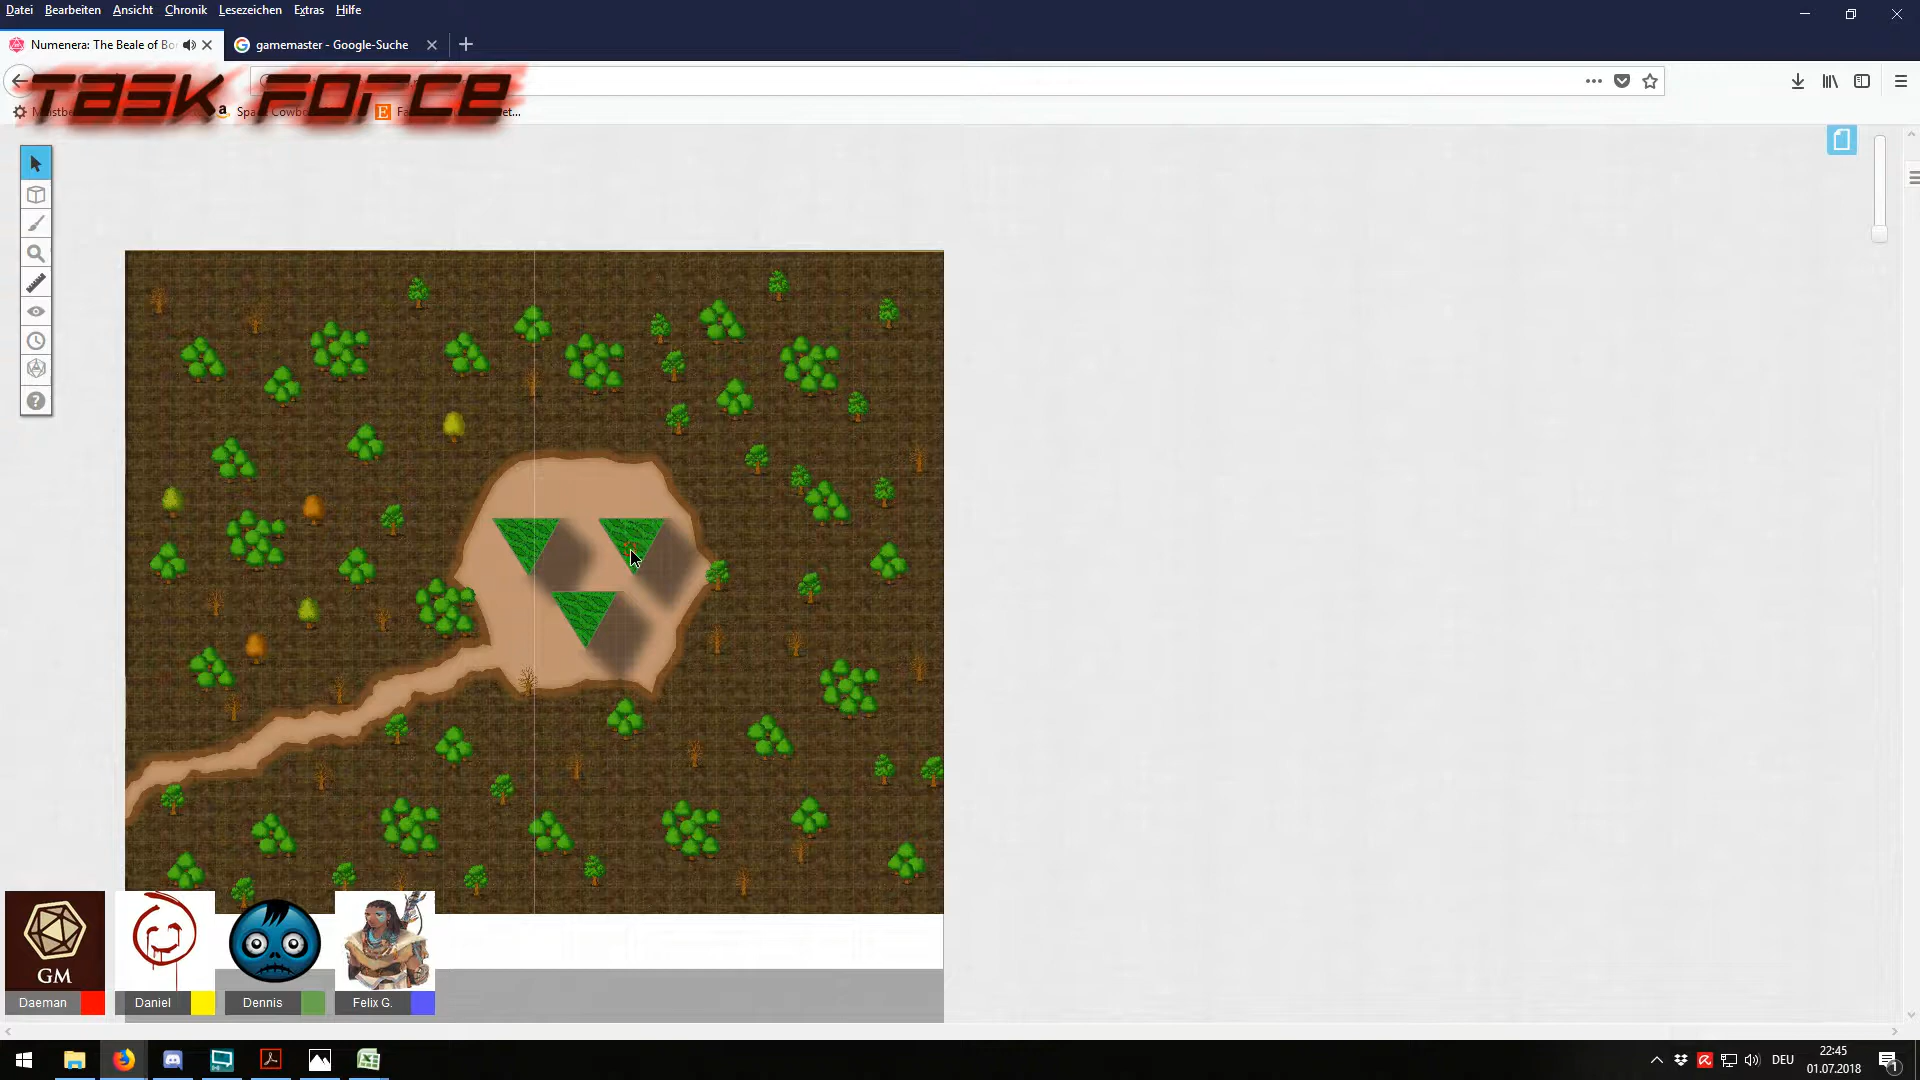 Datei Bearbeiten Ansicht Chronik Lesezeichen Extras Hilfe
Numenera: The Beale of Bo
gamemaster - Google-Suche
TASK FORCE
GM
Daeman Daniel Dennis Felix G.
DEU
22:45
01.07.2018
1